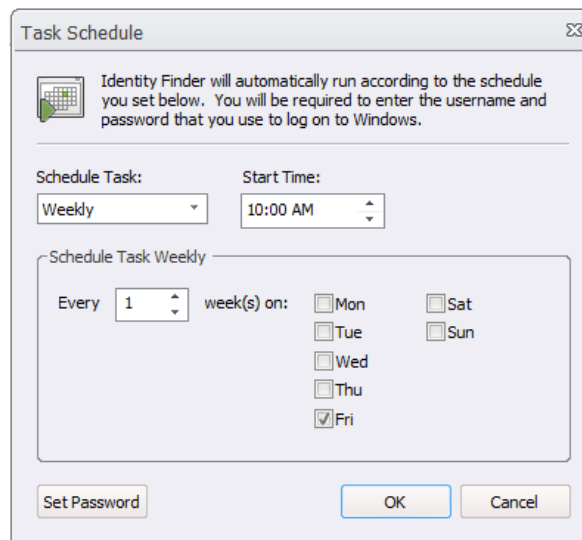 Task Schedule
Identity Finder will automatically run according to the schedule
you set below.  You will be required to enter the username and
password that you use to log on to Windows.
Schedule Task:
Start Time:
Weekly
10:00 AM
Schedule Task Weekly
Every 1 week(s) on:
Mon
Sat
Tue
Sun
Wed
Thu
Fri
Set Password
OK
Cancel